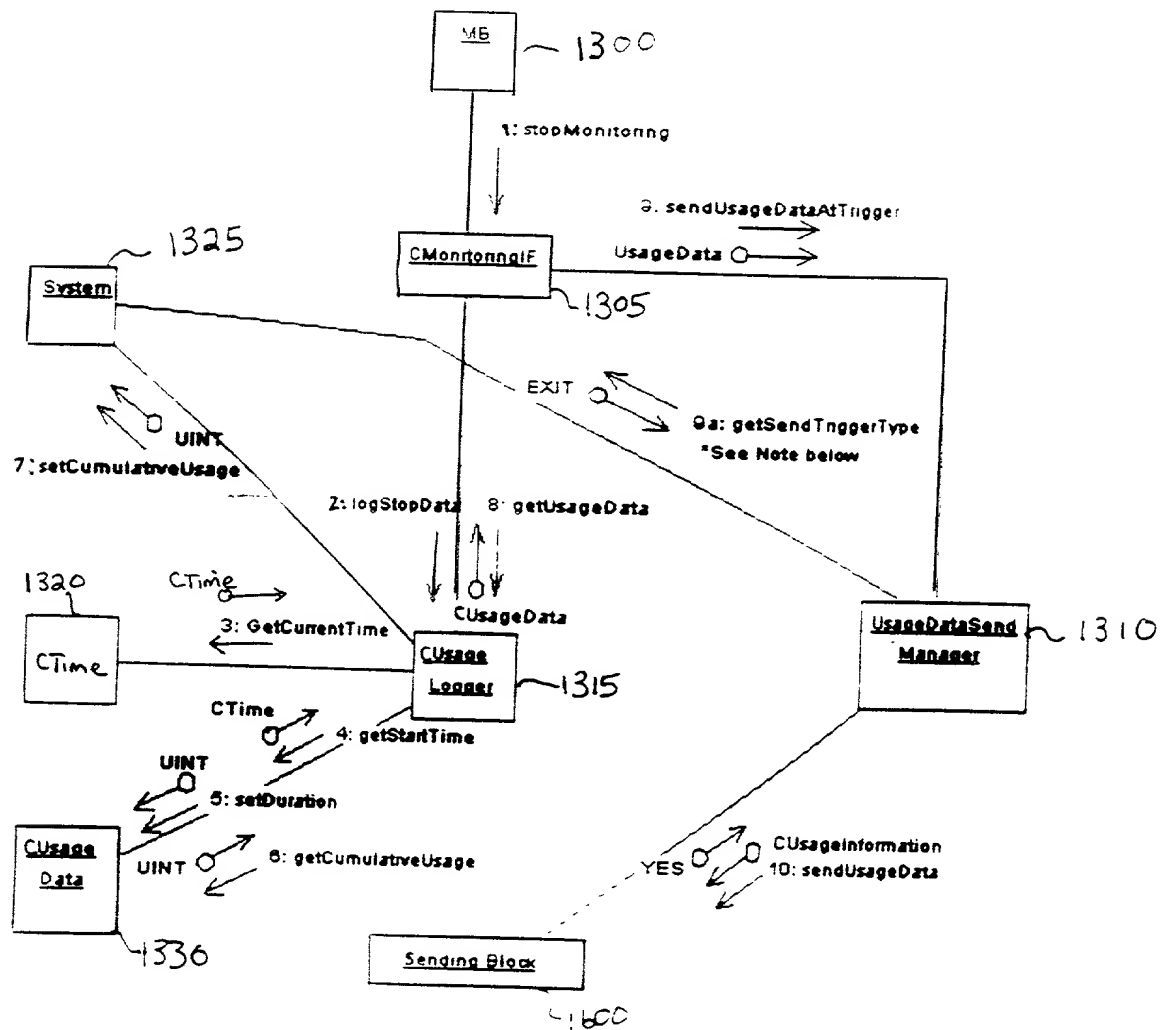 MB
1300
1: stopMonitoring
9: sendUsageDataAtTrigger
UsageData
1325
System
CMonitoringIF
1305
EXIT
9a: getSendTriggerType
*See Note below
UINT
7: setCumulativeUsage
2: logStopData
8: getUsageData
CUsageData
1320
CTime
3: GetCurrentTime
CTime
CUsage
Logger
1315
UsageDataSend
Manager
1310
CTime
4: getStartTime
UINT
5: setDuration
UINT
6: getCumulativeUsage
CUsage
Data
1330
YES
CUsageInformation
10: sendUsageData
Sending Block
1600